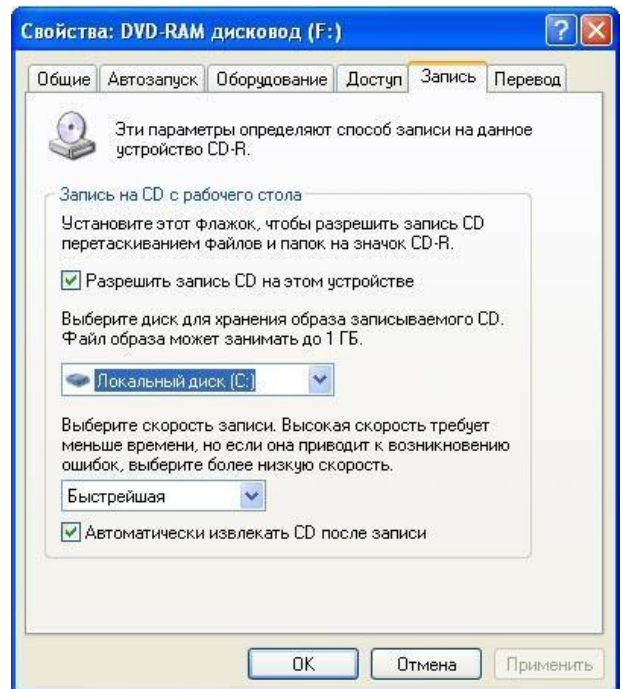 Свойства: DVD-RAM дисковод (F:)
Общие Автозапуск Оборудование Доступ Запись Перевод
Эти параметры определяют способ записи на данное
устройство CD-R.
Запись на CD с рабочего стола
Установите этот флажок, чтобы разрешить запись CD
перетаскиванием файлов и папок на значок CD-R.
Разрешить запись CD на этом устройстве
Выберите диск для хранения образа записываемого CD.
Файл образа может занимать до 1 ГБ.
Локальный диск (C:)
Выберите скорость записи. Высокая скорость требует
меньше времени, но если она приводит к возникновению
ошибок, выберите более низкую скорость.
Быстрейшая
Автоматически извлекать CD после записи
OK Отмена Применить